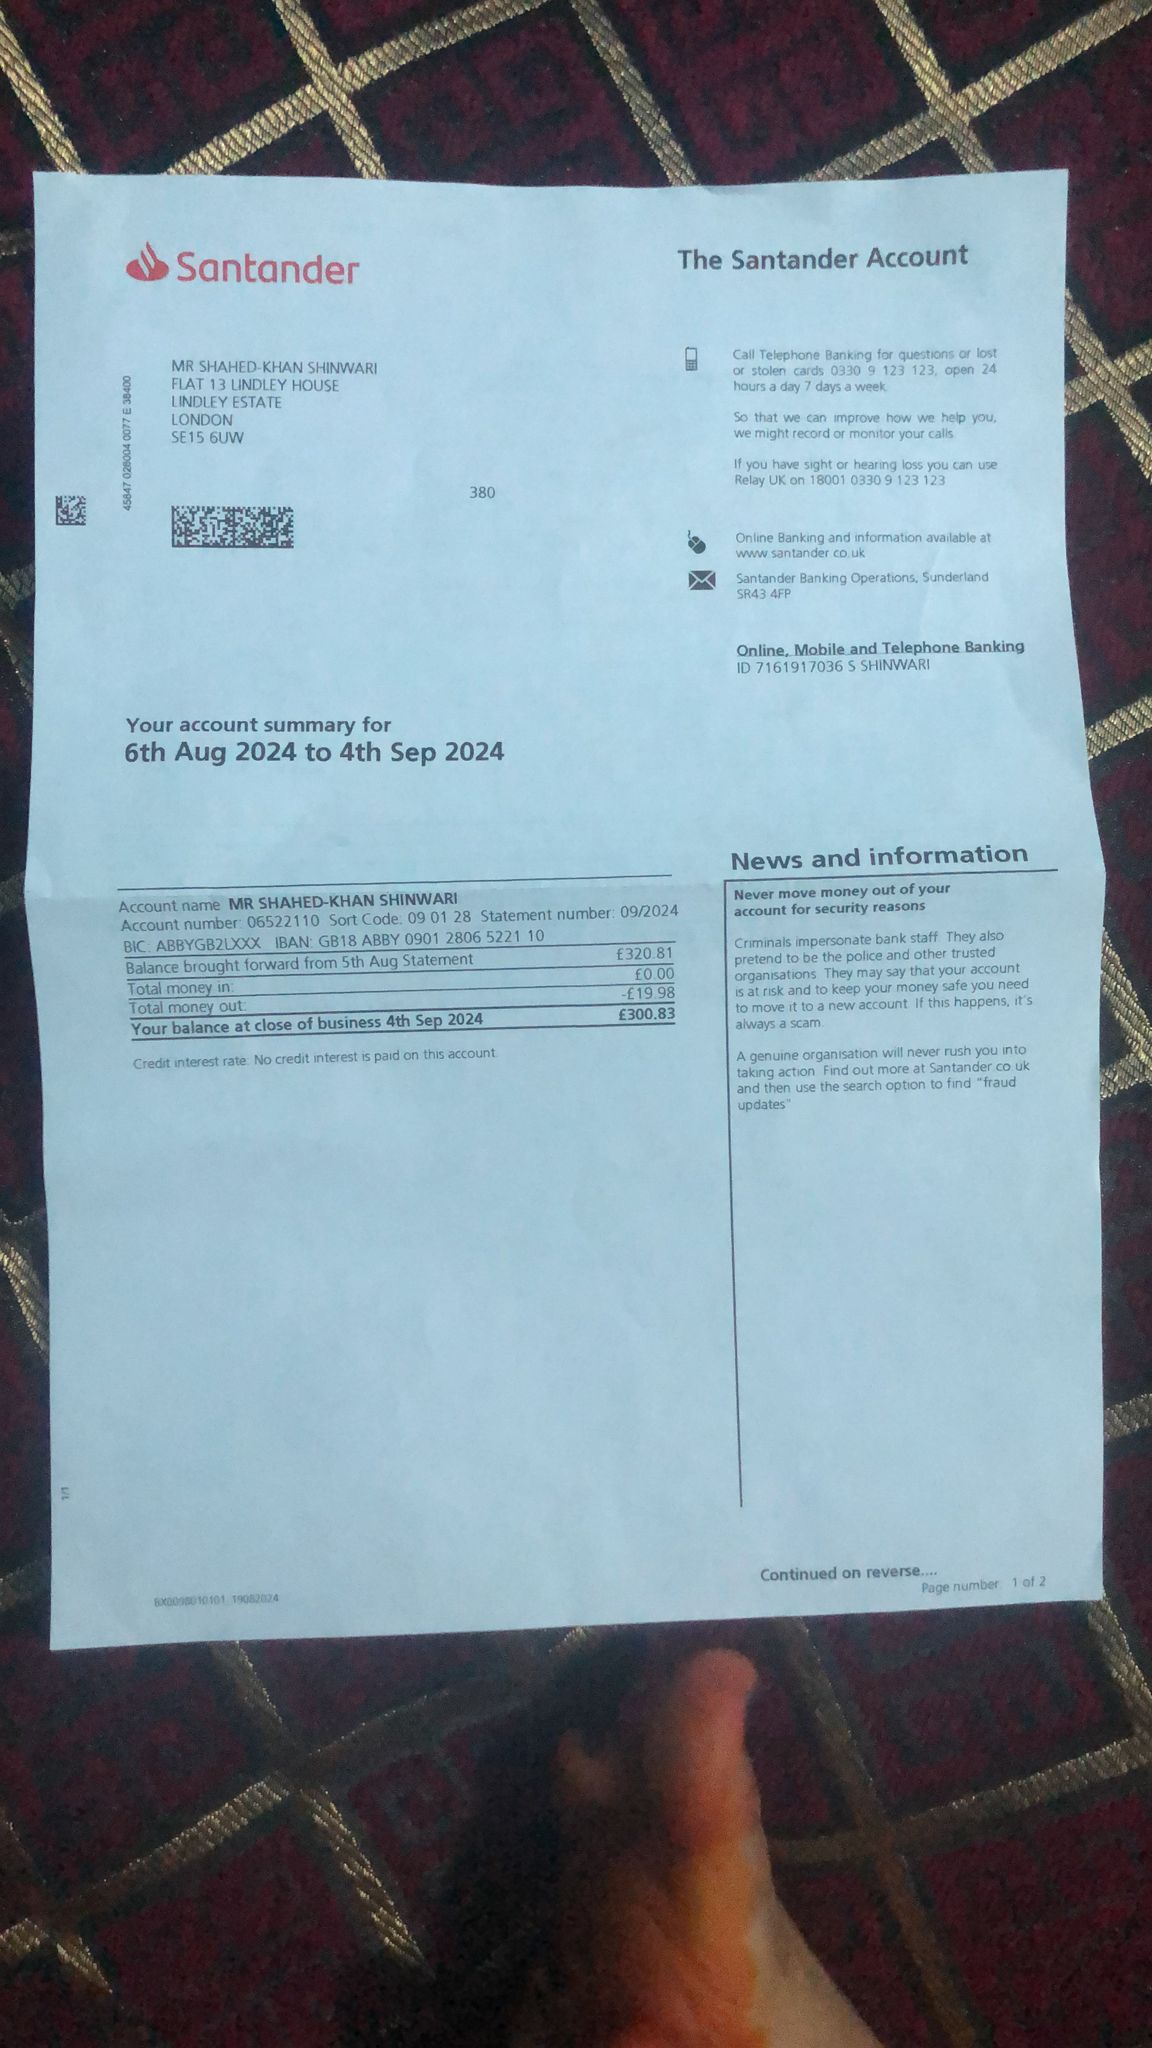 Santander
The Santander Account
MR SHAHED-KHAN SHINWARI
FLAT 13 LINDLEY HOUSE
LINDLEY ESTATE
LONDON
SE15 6UW
45847 028004 0077 E 38400
380
Call Telephone Banking for questions or lost
or stolen cards 0330 9 123 123, open 24
hours a day 7 days a week.
So that we can improve how we help you,
we might record or monitor your calls.
If you have sight or hearing loss you can use
Relay UK on 18001 0330 9 123 123
Online Banking and information available at
www.santander.co.uk
Santander Banking Operations, Sunderland
SR43 4FP
Online, Mobile and Telephone Banking
ID 7161917036 S SHINWARI
Your account summary for
6th Aug 2024 to 4th Sep 2024
Account name MR SHAHED-KHAN SHINWARI
Account number: 06522110 Sort Code: 09 01 28 Statement number: 09/2024
BIC: ABBYGB2LXXX IBAN: GB18 ABBY 0901 2806 5221 10
Balance brought forward from 5th Aug Statement £320.81
Total money in: £0.00
Total money out: -£19.98
Your balance at close of business 4th Sep 2024 £300.83
Credit interest rate: No credit interest is paid on this account.
News and information
Never move money out of your
account for security reasons
Criminals impersonate bank staff. They also
pretend to be the police and other trusted
organisations. They may say that your account
is at risk and to keep your money safe you need
to move it to a new account. If this happens, it's
always a scam.
A genuine organisation will never rush you into
taking action. Find out more at Santander.co.uk
and then use the search option to find "fraud
updates"
1/1
BX0098010101 19082024
Continued on reverse....
Page number 1 of 2